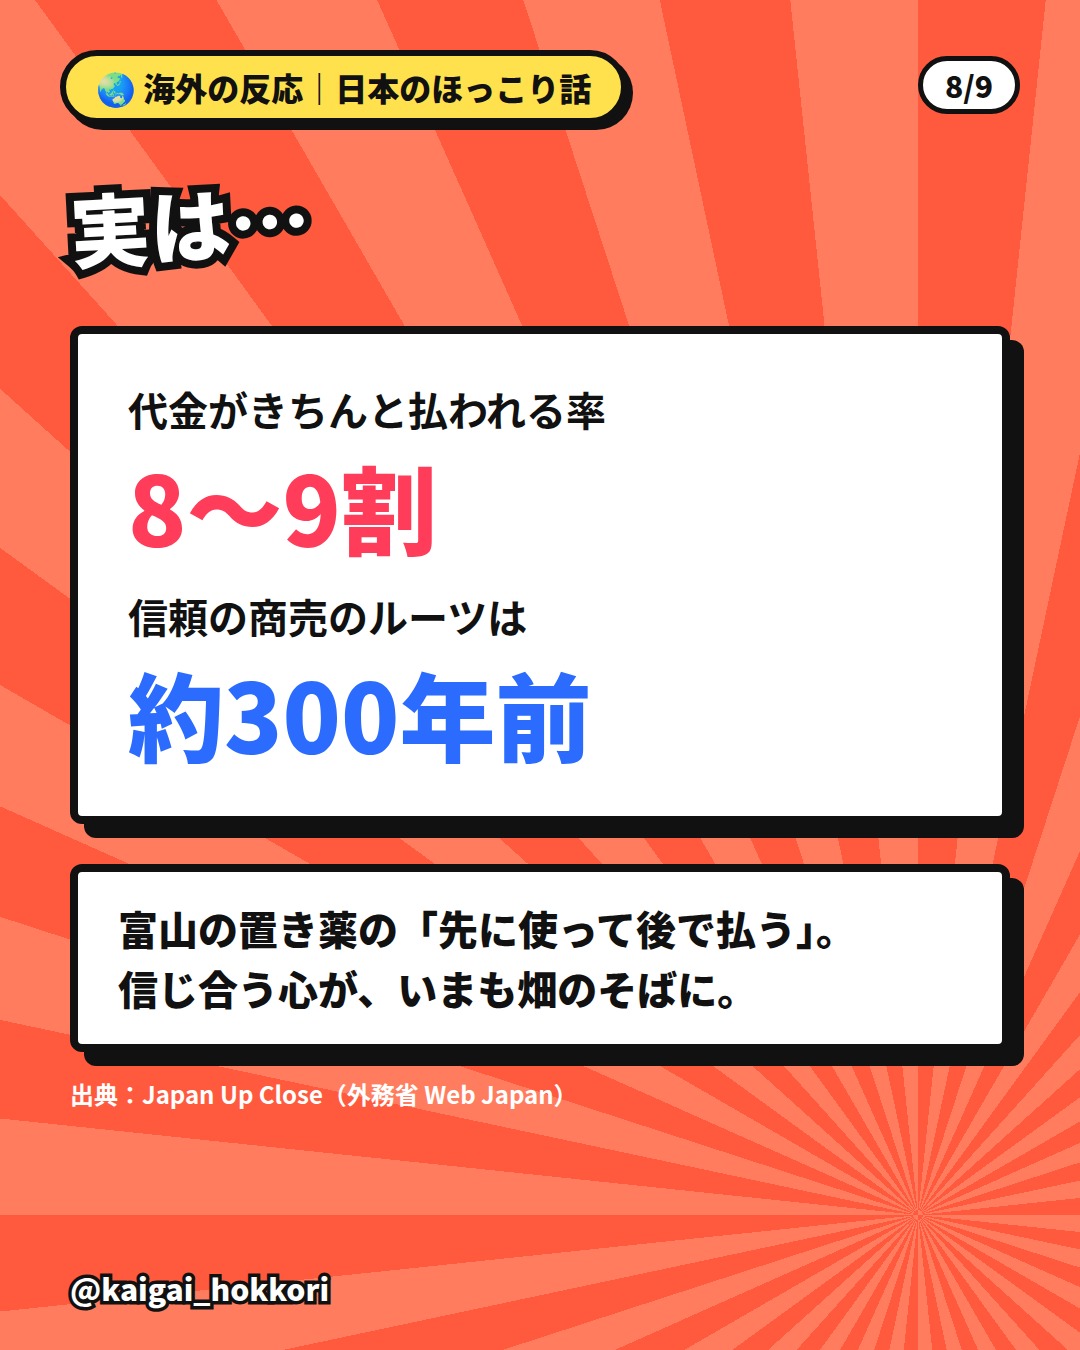 🌏 海外の反応｜日本のほっこり話
8/9
実は…
代金がきちんと払われる率
8〜9割
信頼の商売のルーツは
約300年前
富山の置き薬の「先に使って後で払う」。
信じ合う心が、いまも畑のそばに。
出典：Japan Up Close（外務省 Web Japan）
@kaigai_hokkori